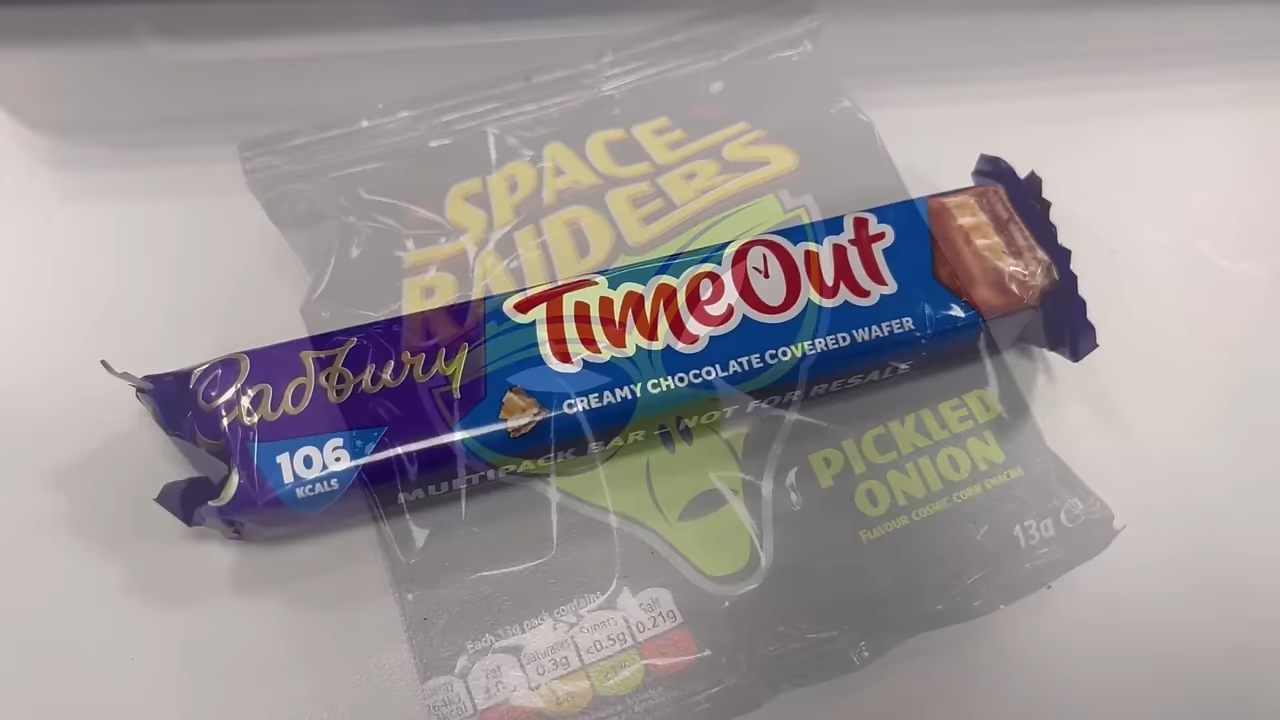 SPACE
RAIDERS
Cadbury
TimeOut
CREAMY CHOCOLATE COVERED WAFER
106
KCALS
MULTIPACK BAR - NOT FOR RESALE
PICKLED
ONION
FLAVOUR COSMIC CORN SNACKS
13g
Each 13g pack contains
Fat
Saturates
0.3g
Sugars
<0.5g
Salt
0.21g